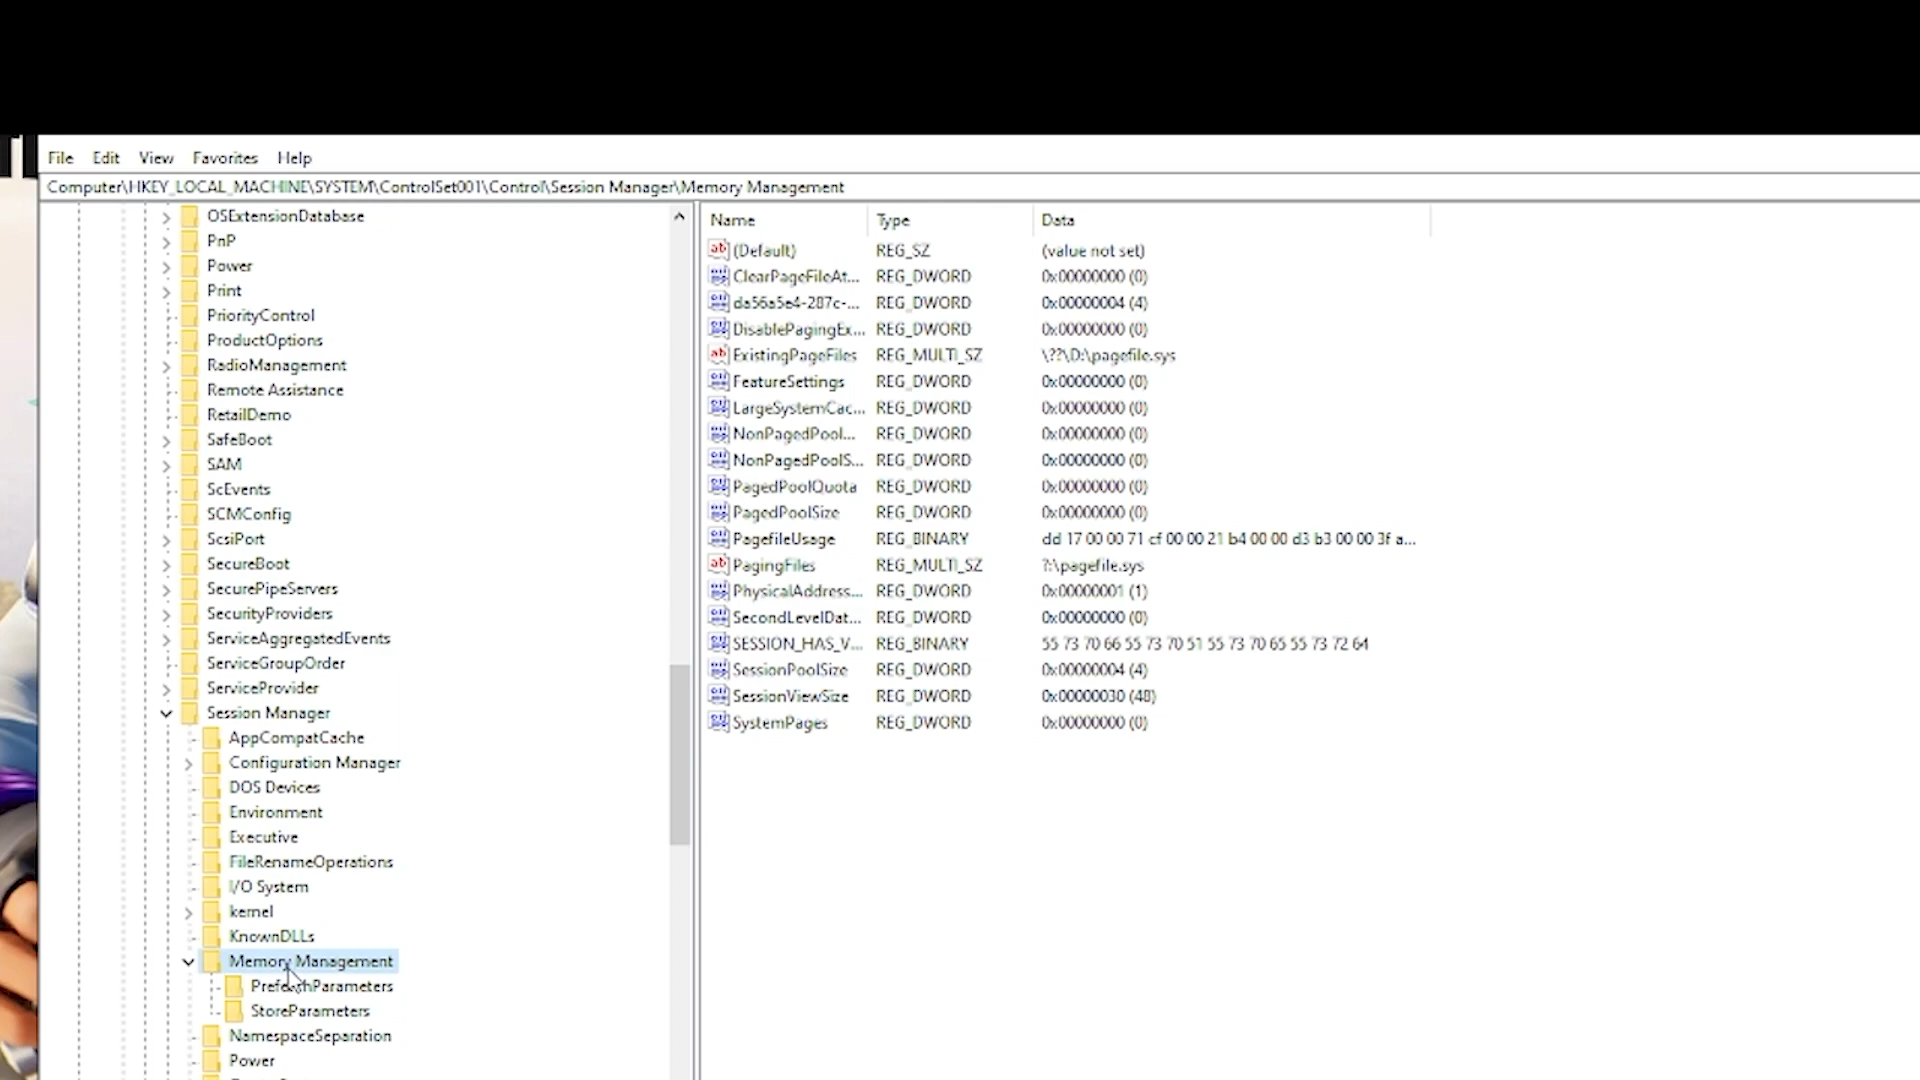 File Edit View Favorites Help
Computer\HKEY_LOCAL_MACHINE\SYSTEM\ControlSet001\Control\Session Manager\Memory Management
OSExtensionDatabase
PnP
Power
Print
PriorityControl
ProductOptions
RadioManagement
Remote Assistance
RetailDemo
SafeBoot
SAM
ScEvents
SCMConfig
ScsiPort
SecureBoot
SecurePipeServers
SecurityProviders
ServiceAggregatedEvents
ServiceGroupOrder
ServiceProvider
Session Manager
AppCompatCache
Configuration Manager
DOS Devices
Environment
Executive
FileRenameOperations
I/O System
kernel
KnownDLLs
Memory Management
PrefetchParameters
StoreParameters
NamespaceSeparation
Power
Name Type Data
(Default) REG_SZ (value not set)
ClearPageFileAt... REG_DWORD 0x00000000 (0)
da56a5e4-287c-... REG_DWORD 0x00000004 (4)
DisablePagingEx... REG_DWORD 0x00000000 (0)
ExistingPageFiles REG_MULTI_SZ \??\D:\pagefile.sys
FeatureSettings REG_DWORD 0x00000000 (0)
LargeSystemCac... REG_DWORD 0x00000000 (0)
NonPagedPool... REG_DWORD 0x00000000 (0)
NonPagedPoolS... REG_DWORD 0x00000000 (0)
PagedPoolQuota REG_DWORD 0x00000000 (0)
PagedPoolSize REG_DWORD 0x00000000 (0)
PagefileUsage REG_BINARY dd 17 00 00 71 cf 00 00 21 b4 00 00 d3 b3 00 00 3f a...
PagingFiles REG_MULTI_SZ ?:\pagefile.sys
PhysicalAddress... REG_DWORD 0x00000001 (1)
SecondLevelDat... REG_DWORD 0x00000000 (0)
SESSION_HAS_V... REG_BINARY 55 73 70 66 55 73 70 51 55 73 70 65 55 73 72 64
SessionPoolSize REG_DWORD 0x00000004 (4)
SessionViewSize REG_DWORD 0x00000030 (48)
SystemPages REG_DWORD 0x00000000 (0)